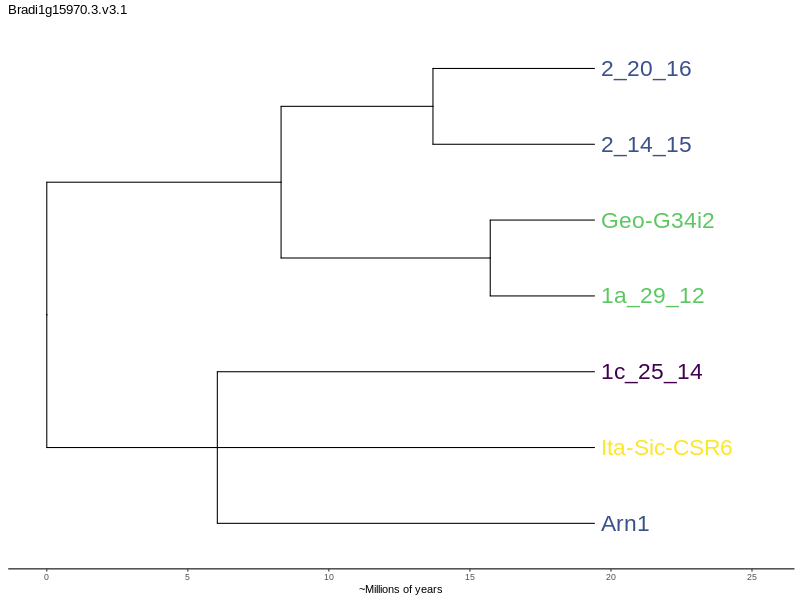 Bradi1g15970.3.v3.1
2_20_16
2_14_15
Geo-G34i2
1a_29_12
1c_25_14
Ita-Sic-CSR6
Arn1
0 5 10 15 20 25
~Millions of years